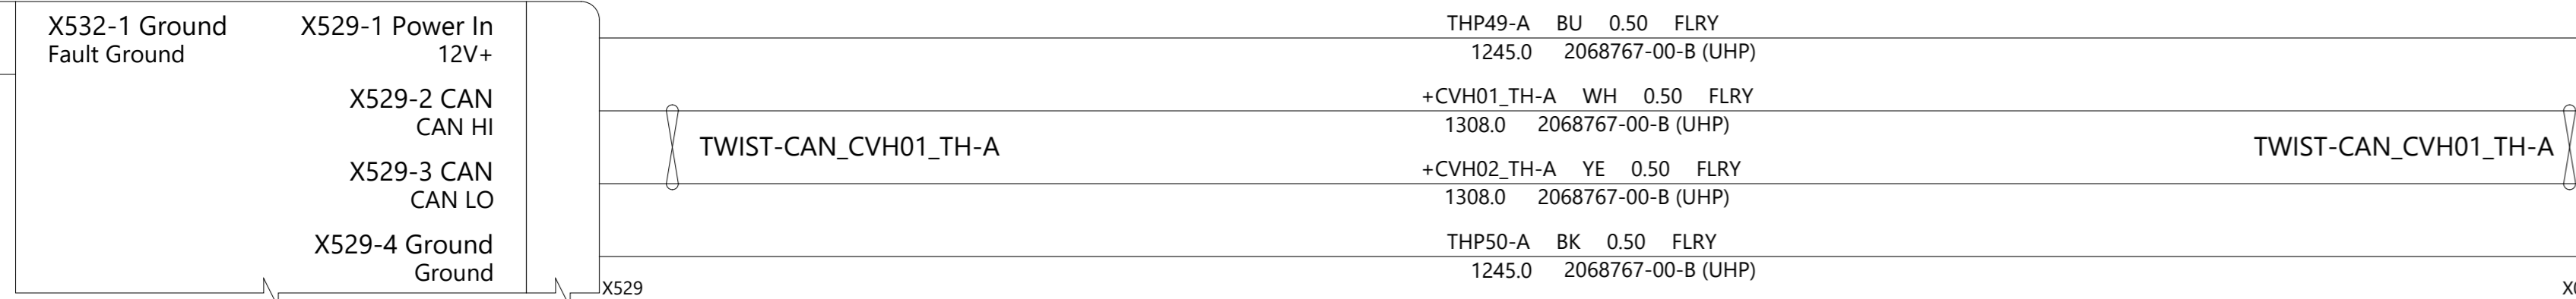 X532-1 Ground
Fault Ground
X529-1 Power In
12V+
X529-2 CAN
CAN HI
X529-3 CAN
CAN LO
X529-4 Ground
Ground
X529
TWIST-CAN_CVH01_TH-A
THP49-A BU 0.50 FLRY
1245.0 2068767-00-B (UHP)
+CVH01_TH-A WH 0.50 FLRY
1308.0 2068767-00-B (UHP)
+CVH02_TH-A YE 0.50 FLRY
1308.0 2068767-00-B (UHP)
THP50-A BK 0.50 FLRY
1245.0 2068767-00-B (UHP)
TWIST-CAN_CVH01_TH-A